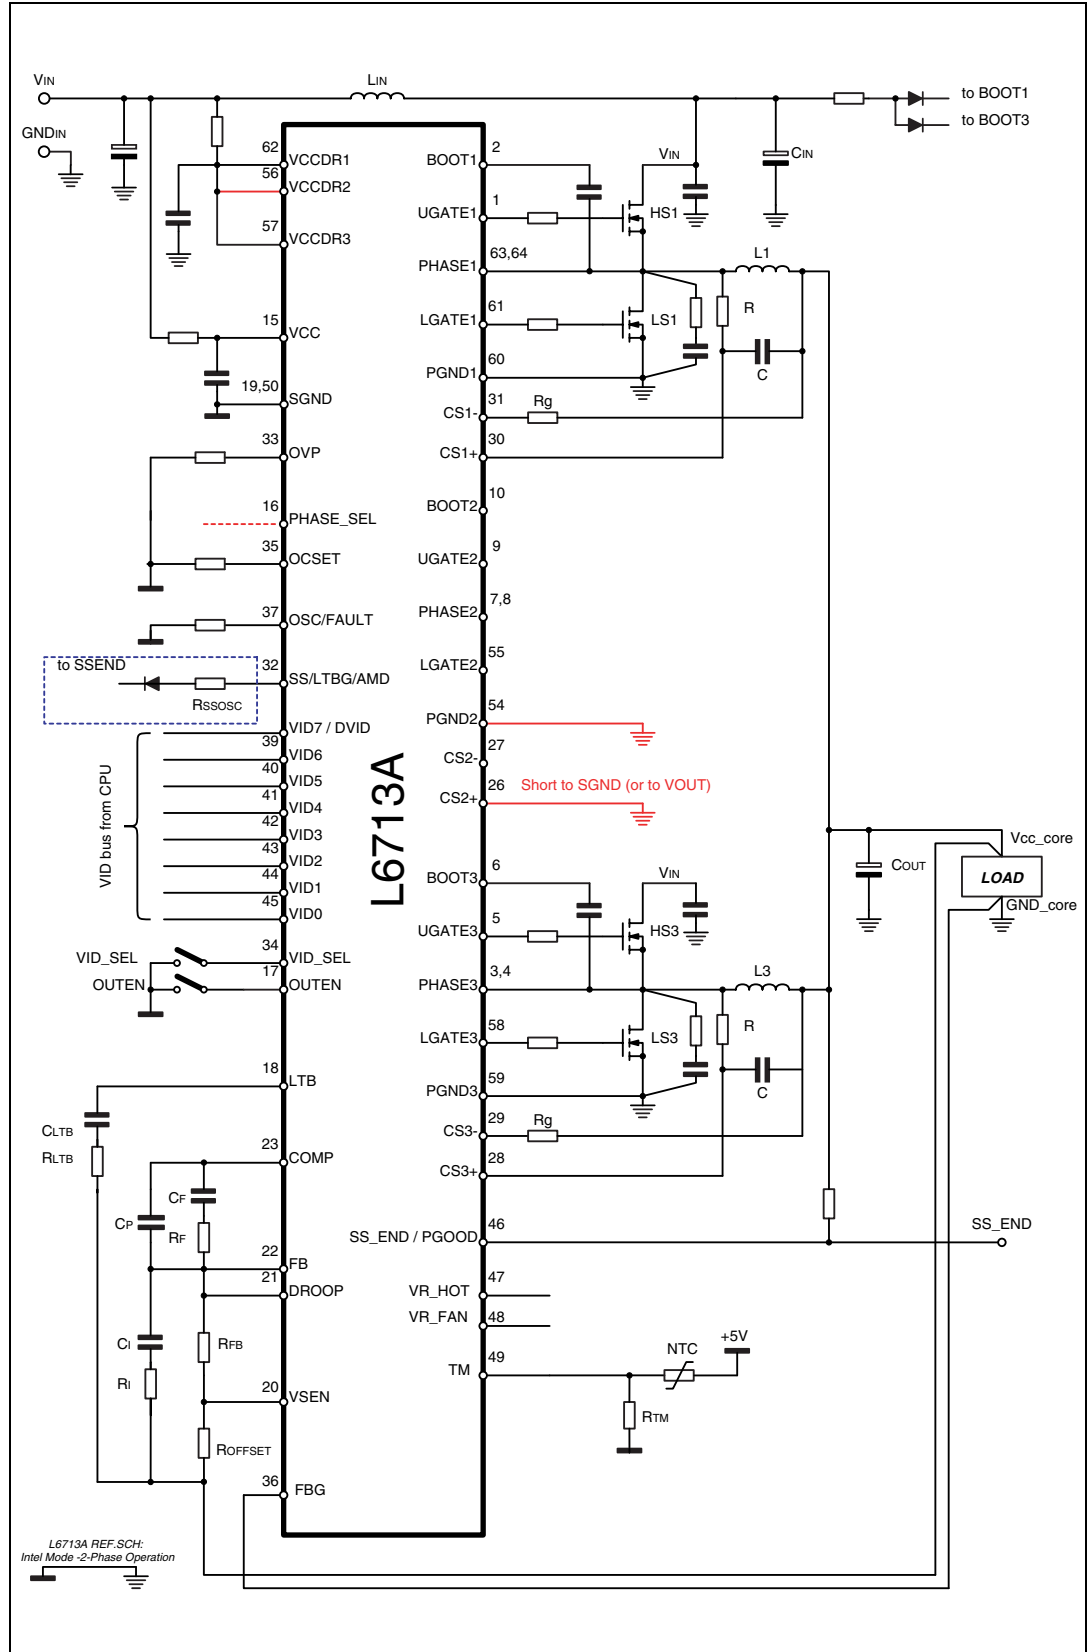 VIN
LIN
to BOOT1
to BOOT3
GNDIN
CIN
62
VCCDR1
56
VCCDR2
57
VCCDR3
15
VCC
19,50
SGND
33
OVP
16
PHASE_SEL
35
OCSET
37
OSC/FAULT
to SSEND
32
SS/LTBG/AMD
RSSOSC
VID bus from CPU
VID7 / DVID
39
VID6
40
VID5
41
VID4
42
VID3
43
VID2
44
VID1
45
VID0
VID_SEL
34
VID_SEL
OUTEN
17
OUTEN
18
LTB
CLTB
RLTB
23
COMP
CF
CP
RF
22
FB
21
DROOP
CI
RFB
RI
20
VSEN
ROFFSET
36
FBG
L6713A
BOOT1
2
VIN
UGATE1
1
HS1
PHASE1
63,64
L1
LGATE1
61
LS1
R
C
PGND1
60
CS1-
31
Rg
CS1+
30
BOOT2
10
UGATE2
9
PHASE2
7,8
LGATE2
55
PGND2
54
CS2-
27
CS2+
26
Short to SGND (or to VOUT)
BOOT3
6
VIN
UGATE3
5
HS3
PHASE3
3,4
L3
LGATE3
58
LS3
R
C
PGND3
59
CS3-
29
Rg
CS3+
28
COUT
Vcc_core
LOAD
GND_core
SS_END / PGOOD
46
SS_END
VR_HOT
47
VR_FAN
48
TM
49
NTC
+5V
RTM
L6713A REF.SCH:
Intel Mode -2-Phase Operation